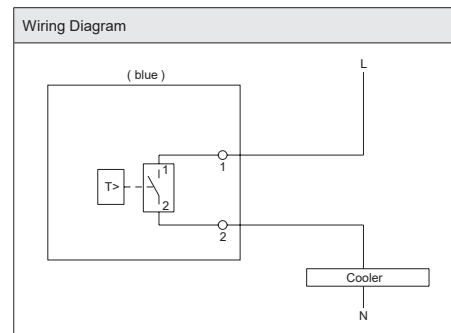 Wiring Diagram
( blue )
L
1
1
T>
2
2
Cooler
N